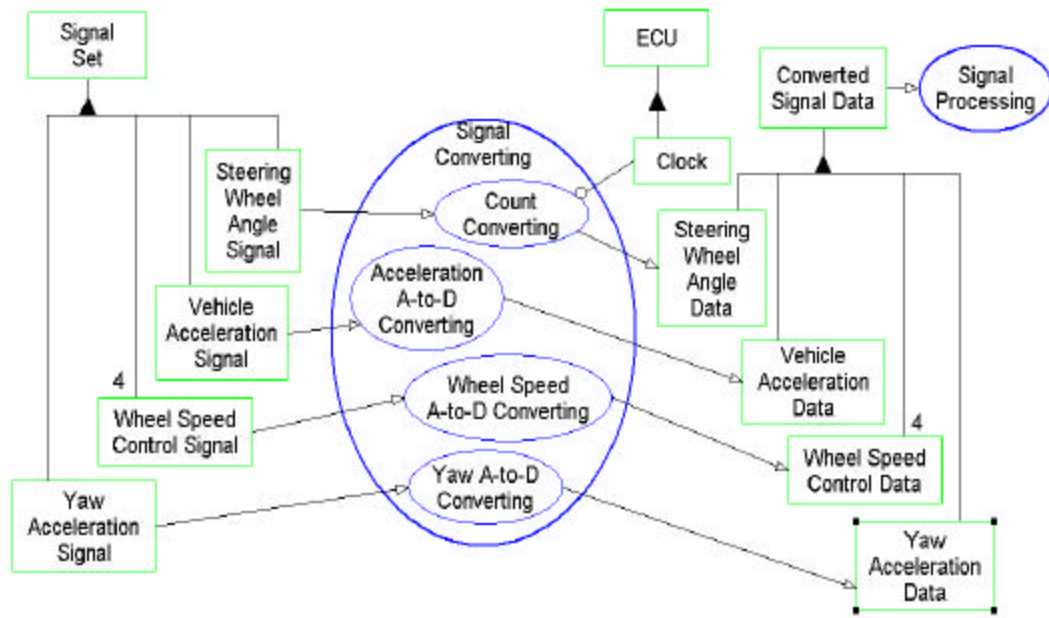 Signal
Set
ECU
Converted
Signal Data
Signal
Processing
Signal
Converting
Clock
Steering
Wheel
Angle
Signal
Count
Converting
Steering
Wheel
Angle
Data
Acceleration
A-to-D
Converting
Vehicle
Acceleration
Signal
Vehicle
Acceleration
Data
4
Wheel Speed
Control Signal
Wheel Speed
A-to-D Converting
4
Wheel Speed
Control Data
Yaw
Acceleration
Signal
Yaw A-to-D
Converting
Yaw
Acceleration
Data